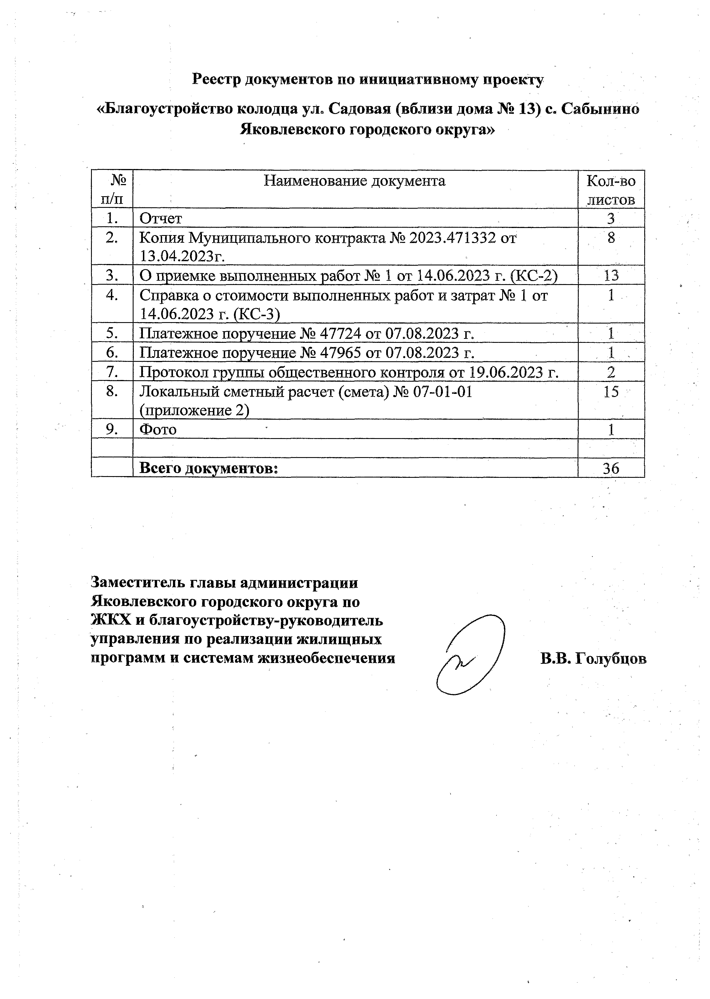 Реестр документов по инициативному проекту
«Благоустройство колодца ул. Садовая (вблизи дома № 13) с. Сабынино
Яковлевского городского округа»
№ п/п Наименование документа Кол-во листов
1. Отчет 3
2. Копия Муниципального контракта № 2023.471332 от 8
13.04.2023г.
3. О приемке выполненных работ № 1 от 14.06.2023 г. (КС-2) 13
4. Справка о стоимости выполненных работ и затрат № 1 от 1
14.06.2023 г. (КС-3)
5. Платежное поручение № 47724 от 07.08.2023 г. 1
6. Платежное поручение № 47965 от 07.08.2023 г. 1
7. Протокол группы общественного контроля от 19.06.2023 г. 2
8. Локальный сметный расчет (смета) № 07-01-01 15
(приложение 2)
9. Фото 1
Всего документов: 36
Заместитель главы администрации
Яковлевского городского округа по
ЖКХ и благоустройству-руководитель
управления по реализации жилищных
программ и системам жизнеобеспечения В.В. Голубцов